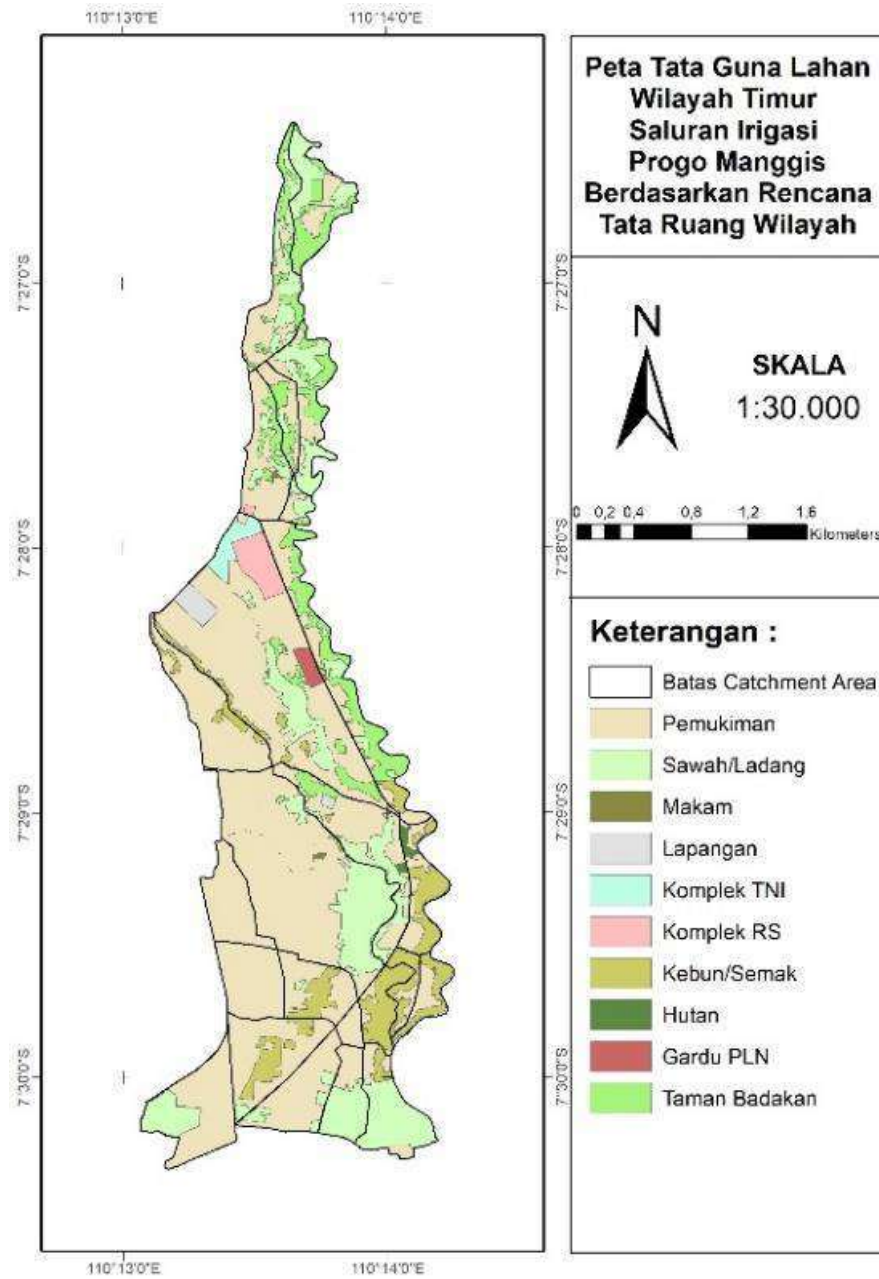 110°13'0"E
110°14'0"E
Peta Tata Guna Lahan
Wilayah Timur
Saluran Irigasi
Progo Manggis
Berdasarkan Rencana
Tata Ruang Wilayah
7°27'0"S
7°27'0"S
N
SKALA
1:30.000
0 0,2 0,4 0,8 1,2 1,6
Kilometers
7°28'0"S
7°28'0"S
Keterangan :
Batas Catchment Area
Pemukiman
Sawah/Ladang
Makam
Lapangan
Komplek TNI
Komplek RS
Kebun/Semak
Hutan
Gardu PLN
Taman Badakan
7°29'0"S
7°29'0"S
7°30'0"S
7°30'0"S
110°13'0"E
110°14'0"E